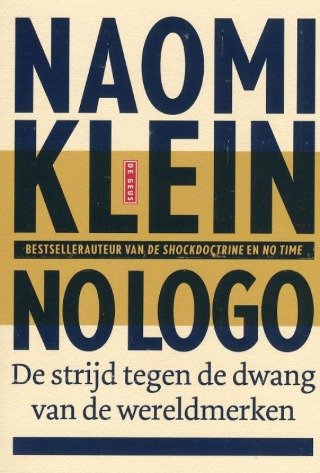 NAOMI
KLEIN
DE GEUS
BESTSELLERAUTEUR VAN DE SHOCKDOCTRINE EN NO TIME
NO LOGO
De strijd tegen de dwang
van de wereldmerken